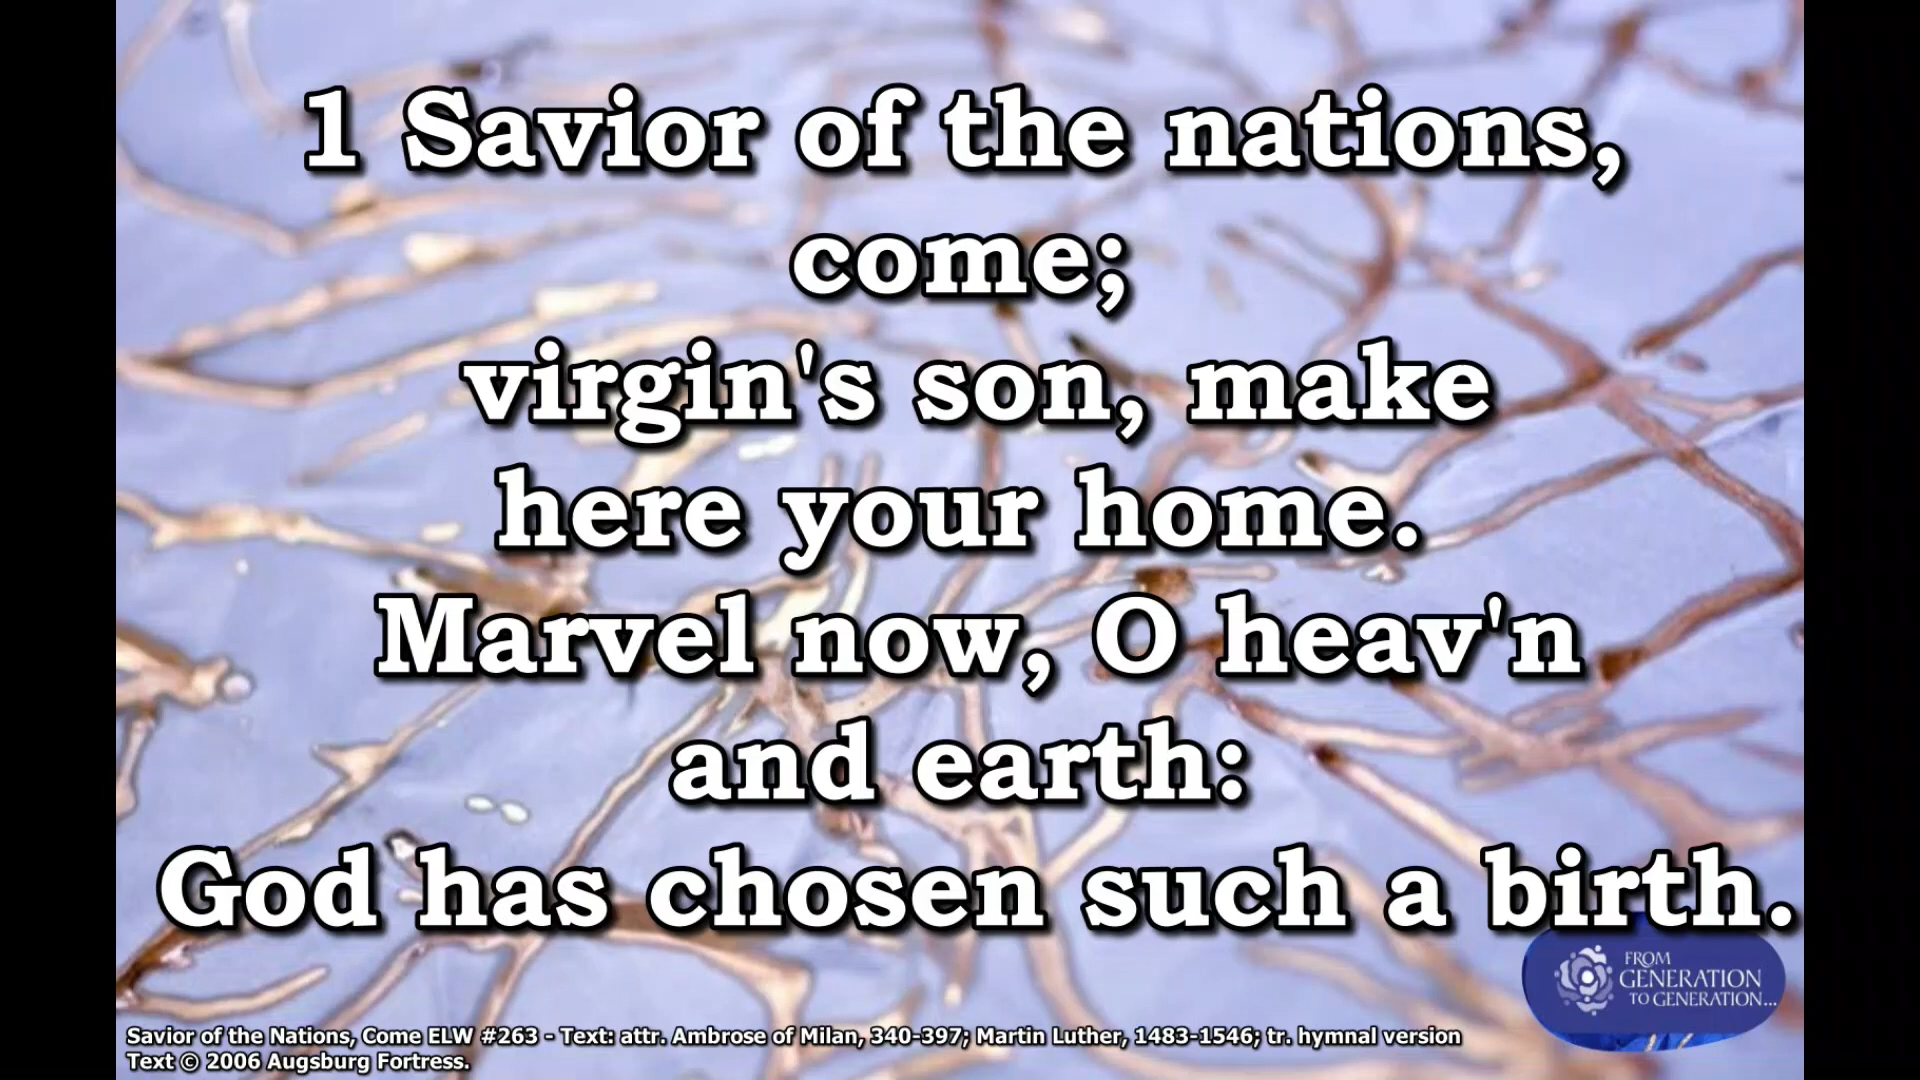 1 Savior of the nations,
come;
virgin's son, make
here your home.
Marvel now, O heav'n
and earth:
God has chosen such a birth.
FROM
GENERATION
TO GENERATION...
Savior of the Nations, Come ELW #263 - Text: attr. Ambrose of Milan, 340-397; Martin Luther, 1483-1546; tr. hymnal version
Text © 2006 Augsburg Fortress.